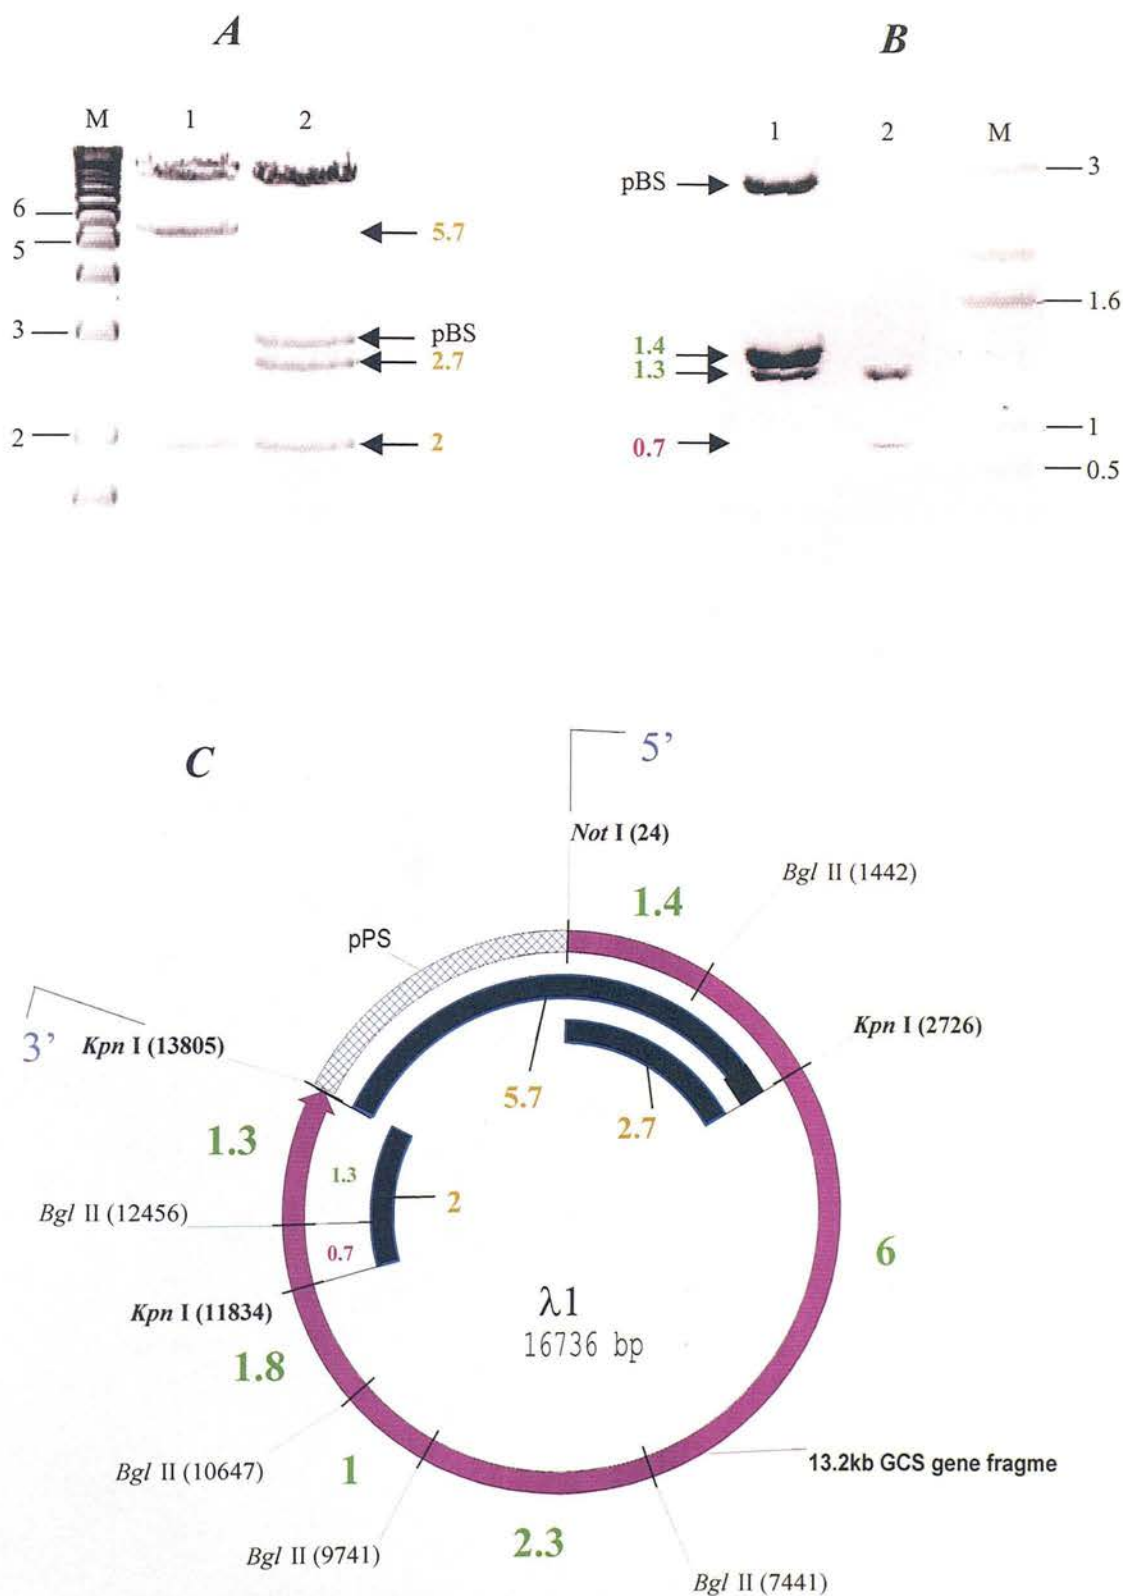 A
B
M 1 2
1 2 M
6
5
3
2
5.7
pBS
2.7
2
pBS
1.4
1.3
0.7
3
1.6
1
0.5
C
5’
Not I (24)
Bgl II (1442)
1.4
pPS
Kpn I (2726)
3’
Kpn I (13805)
5.7
2.7
1.3
1.3
2
Bgl II (12456)
0.7
6
Kpn I (11834)
λ1
16736 bp
1.8
Bgl II (10647)
1
13.2kb GCS gene fragme
2.3
Bgl II (9741)
Bgl II (7441)